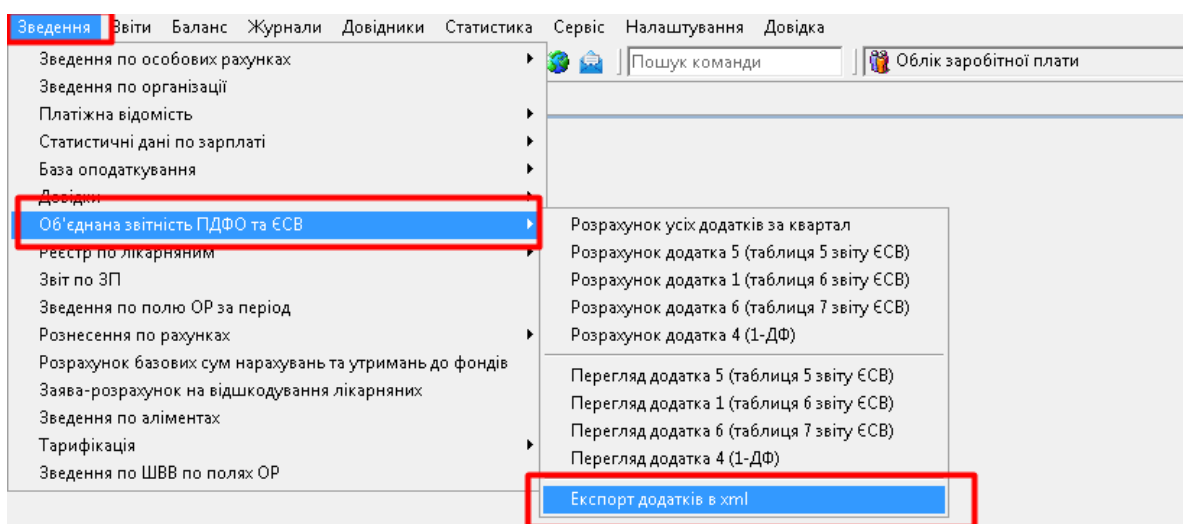 Зведення Звіти Баланс Журнали Довідники Статистика Сервіс Налаштування Довідка
Пошук команди Облік заробітної плати
Зведення по особових рахунках
Зведення по організації
Платіжна відомість
Статистичні дані по зарплаті
База оподаткування
Довідки
Об'єднана звітність ПДФО та ЄСВ
Реєстр по лікарняним
Звіт по ЗП
Зведення по полю ОР за період
Рознесення по рахунках
Розрахунок базових сум нарахувань та утримань до фондів
Заява-розрахунок на відшкодування лікарняних
Зведення по аліментах
Тарифікація
Зведення по ШВВ по полях ОР
Розрахунок усіх додатків за квартал
Розрахунок додатка 5 (таблиця 5 звіту ЄСВ)
Розрахунок додатка 1 (таблиця 6 звіту ЄСВ)
Розрахунок додатка 6 (таблиця 7 звіту ЄСВ)
Розрахунок додатка 4 (1-ДФ)
Перегляд додатка 5 (таблиця 5 звіту ЄСВ)
Перегляд додатка 1 (таблиця 6 звіту ЄСВ)
Перегляд додатка 6 (таблиця 7 звіту ЄСВ)
Перегляд додатка 4 (1-ДФ)
Експорт додатків в xml